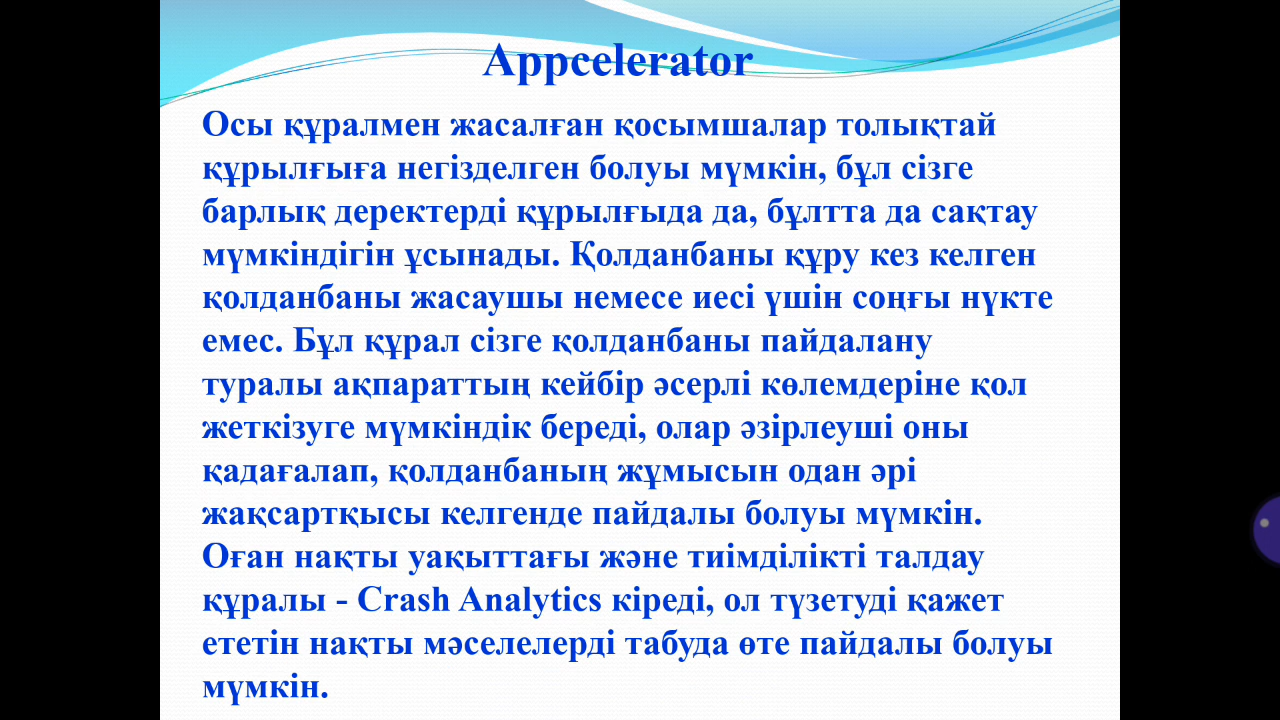 Appcelerator
Осы құралмен жасалған қосымшалар толықтай
құрылғыға негізделген болуы мүмкін, бұл сізге
барлық деректерді құрылғыда да, бұлтта да сақтау
мүмкіндігін ұсынады. Қолданбаны құру кез келген
қолданбаны жасаушы немесе иесі үшін соңғы нүкте
емес. Бұл құрал сізге қолданбаны пайдалану
туралы ақпараттың кейбір әсерлі көлемдеріне қол
жеткізуге мүмкіндік береді, олар әзірлеуші оны
қадағалап, қолданбаның жұмысын одан әрі
жақсартқысы келгенде пайдалы болуы мүмкін.
Оған нақты уақыттағы және тиімділікті талдау
құралы - Crash Analytics кіреді, ол түзетуді қажет
ететін нақты мәселелерді табуда өте пайдалы болуы
мүмкін.